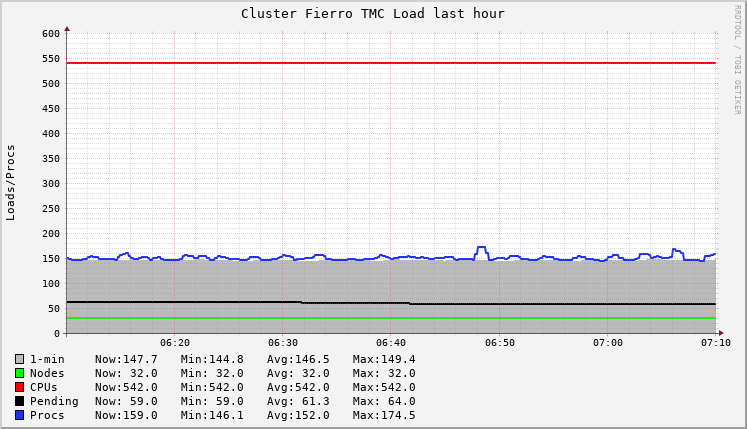 Cluster Fierro TMC Load last hour
RRDTOOL / TOBI OETIKER
Loads/Procs
600
550
500
450
400
350
300
250
200
150
100
50
0
06:20 06:30 06:40 06:50 07:00 07:10
1-min Now:147.7 Min:144.8 Avg:146.5 Max:149.4
Nodes Now: 32.0 Min: 32.0 Avg: 32.0 Max: 32.0
CPUs Now:542.0 Min:542.0 Avg:542.0 Max:542.0
Pending Now: 59.0 Min: 59.0 Avg: 61.3 Max: 64.0
Procs Now:159.0 Min:146.1 Avg:152.0 Max:174.5